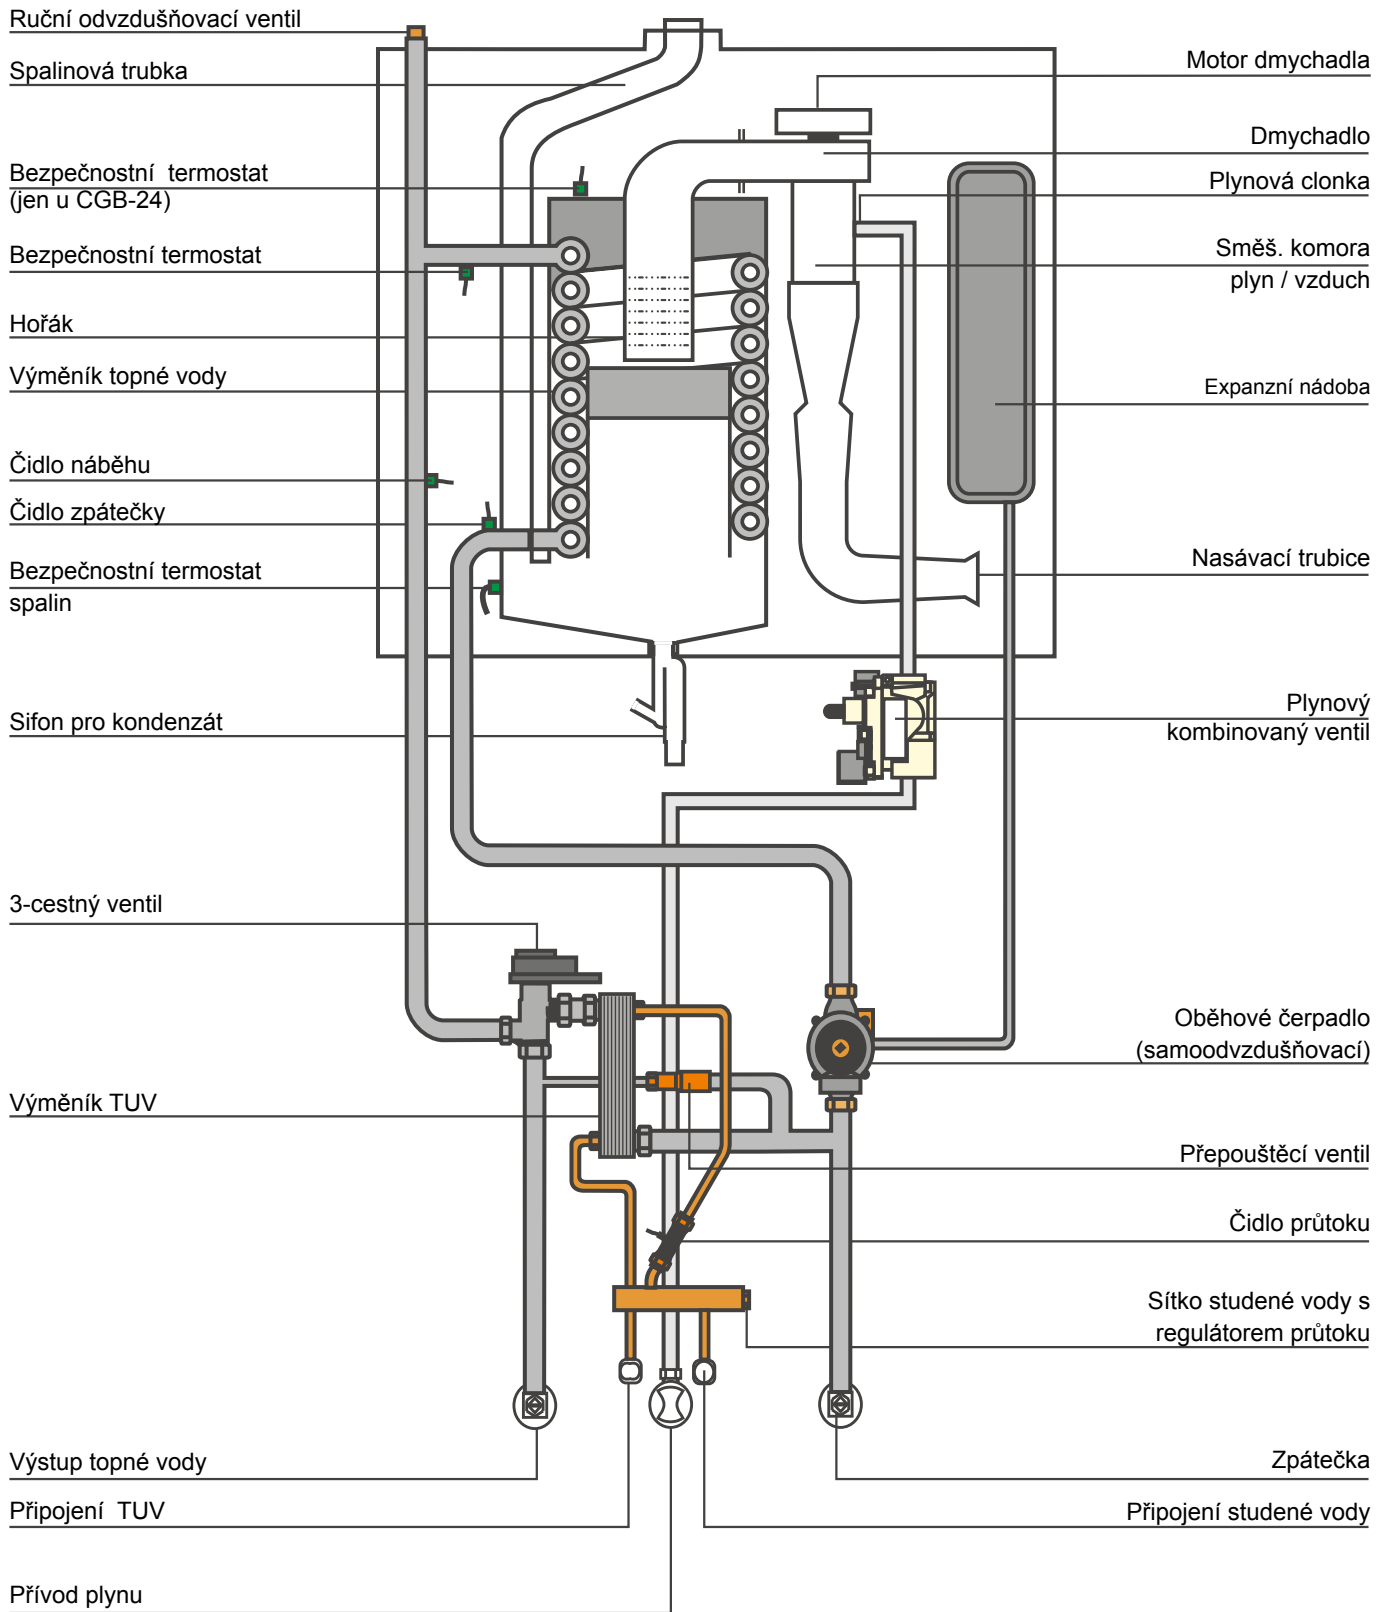 Ruční odvzdušňovací ventil
Spalinová trubka
Bezpečnostní termostat
(jen u CGB-24)
Bezpečnostní termostat
Hořák
Výměník topné vody
Čidlo náběhu
Čidlo zpátečky
Bezpečnostní termostat
spalin
Sifon pro kondenzát
3-cestný ventil
Výměník TUV
Výstup topné vody
Připojení TUV
Přívod plynu
Motor dmychadla
Dmychadlo
Plynová clonka
Směš. komora
plyn / vzduch
Expanzní nádoba
Nasávací trubice
Plynový
kombinovaný ventil
Oběhové čerpadlo
(samoodvzdušňovací)
Přepouštěcí ventil
Čidlo průtoku
Sítko studené vody s
regulátorem průtoku
Zpátečka
Připojení studené vody